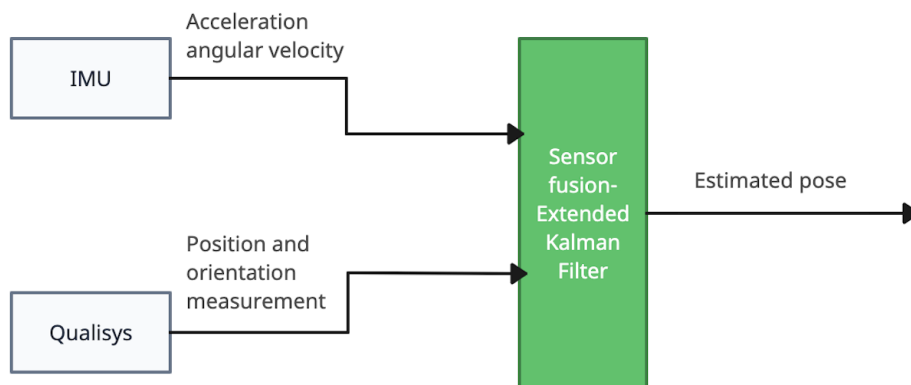 Acceleration
angular velocity
IMU
Sensor
fusion-
Extended
Kalman
Filter
Estimated pose
Position and
orientation
measurement
Qualisys